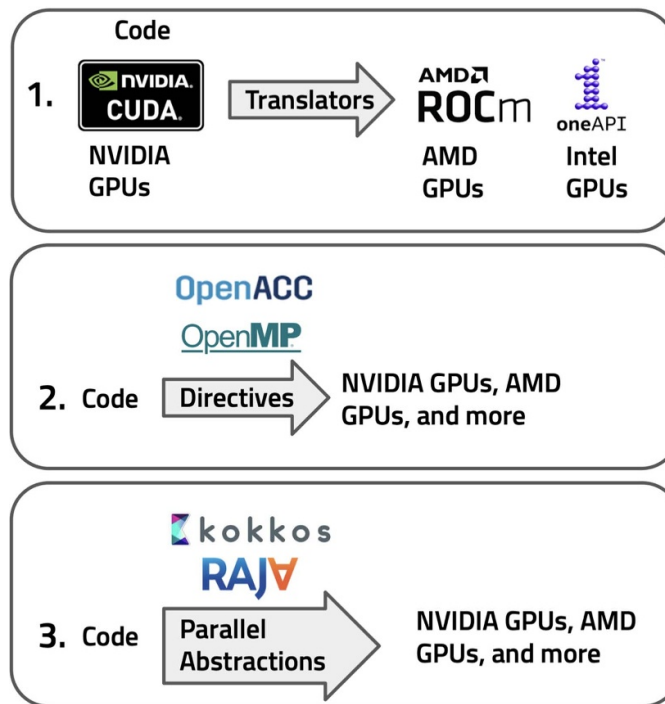 Code
1.
NVIDIA.
CUDA.
NVIDIA
GPUs
Translators
AMD
ROCm
AMD
GPUs
oneAPI
Intel
GPUs
OpenACC
OpenMP
2. Code
Directives
NVIDIA GPUs, AMD
GPUs, and more
kokkos
RAJA
3. Code
Parallel
Abstractions
NVIDIA GPUs, AMD
GPUs, and more